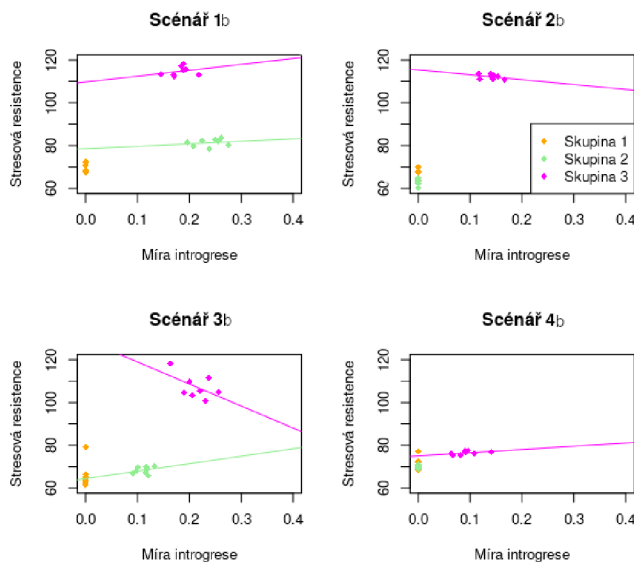 Scénář 1b
Stresová resistence
120
100
80
60
0.0 0.1 0.2 0.3 0.4
Míra introgrese
Scénář 2b
Stresová resistence
120
100
80
60
Skupina 1
Skupina 2
Skupina 3
0.0 0.1 0.2 0.3 0.4
Míra introgrese
Scénář 3b
Stresová resistence
120
100
80
60
0.0 0.1 0.2 0.3 0.4
Míra introgrese
Scénář 4b
Stresová resistence
120
100
80
60
0.0 0.1 0.2 0.3 0.4
Míra introgrese